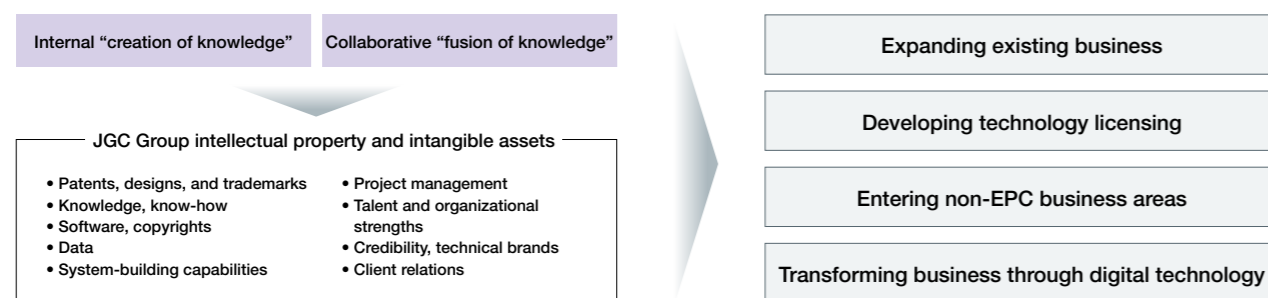 Internal “creation of knowledge”
Collaborative “fusion of knowledge”
JGC Group intellectual property and intangible assets
• Patents, designs, and trademarks
• Knowledge, know-how
• Software, copyrights
• Data
• System-building capabilities
• Project management
• Talent and organizational
strengths
• Credibility, technical brands
• Client relations
Expanding existing business
Developing technology licensing
Entering non-EPC business areas
Transforming business through digital technology